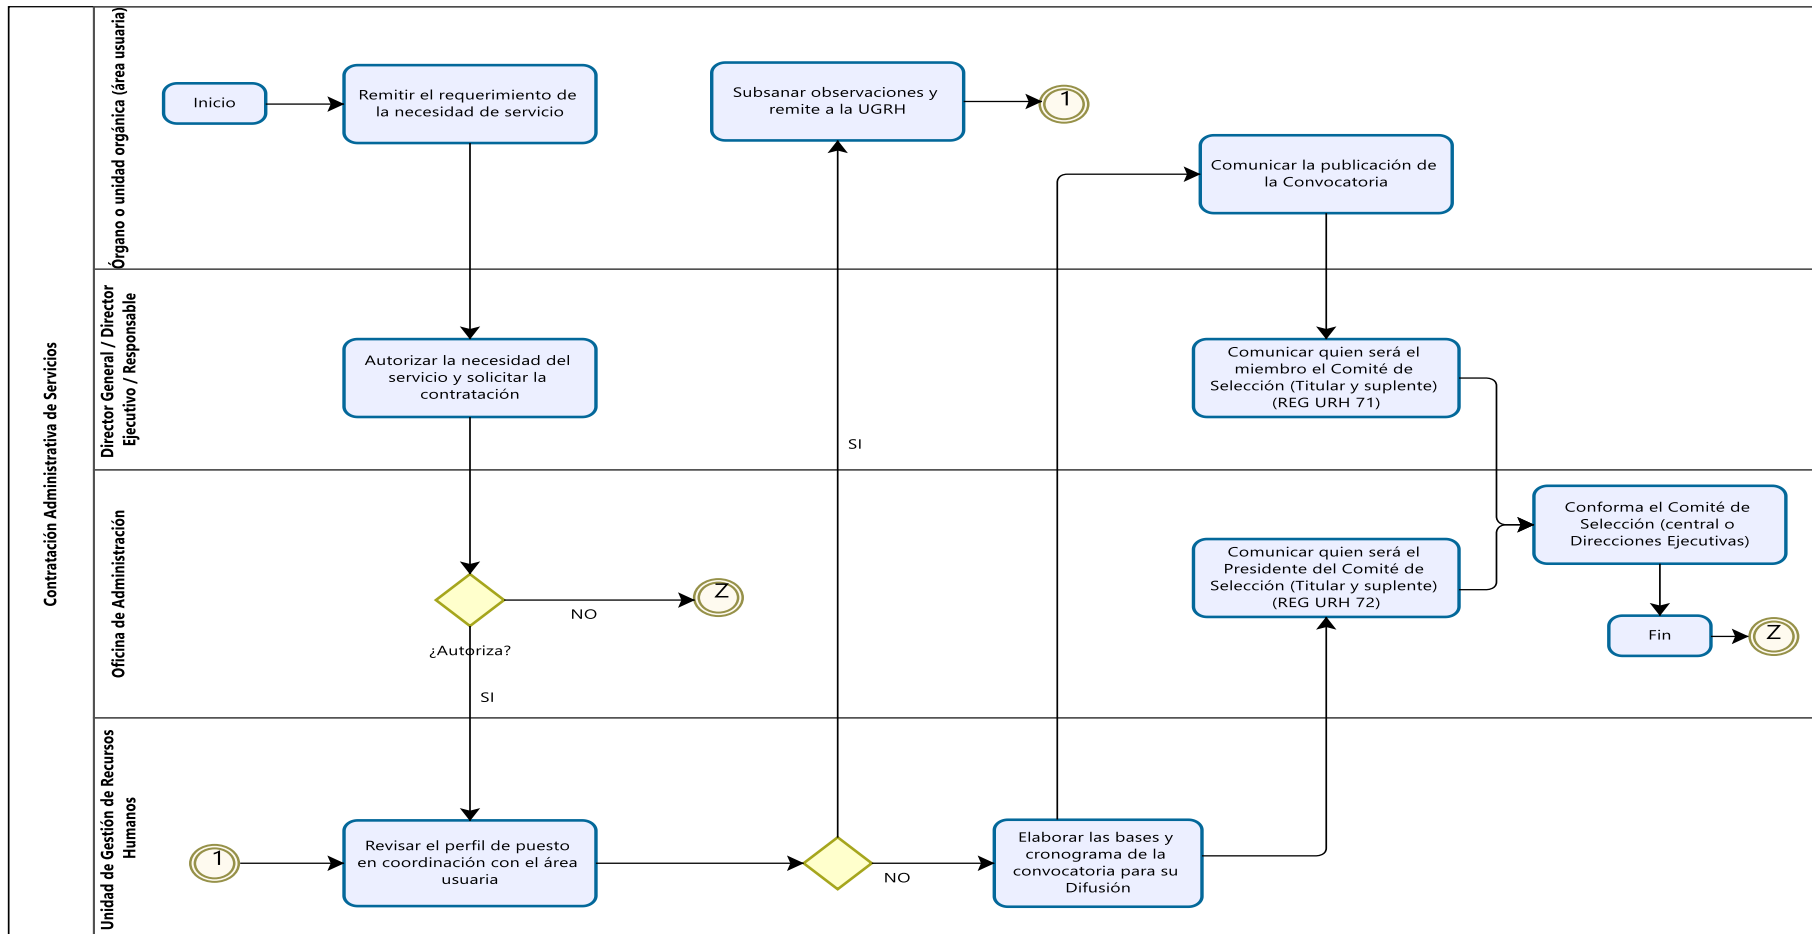 Contratación Administrativa de Servicios
Órgano o unidad orgánica (área usuaria)
Inicio
Remitir el requerimiento de
la necesidad de servicio
Subsanar observaciones y
remite a la UGRH
1
Comunicar la publicación de
la Convocatoria
Director General / Director
Ejecutivo / Responsable
Autorizar la necesidad del
servicio y solicitar la
contratación
SI
Comunicar quien será el
miembro el Comité de
Selección (Titular y suplente)
(REG URH 71)
Oficina de Administración
¿Autoriza?
NO
Z
SI
Comunicar quien será el
Presidente del Comité de
Selección (Titular y suplente)
(REG URH 72)
Conforma el Comité de
Selección (central o
Direcciones Ejecutivas)
Fin
Z
Unidad de Gestión de Recursos
Humanos
1
Revisar el perfil de puesto
en coordinación con el área
usuaria
NO
Elaborar las bases y
cronograma de la
convocatoria para su
Difusión